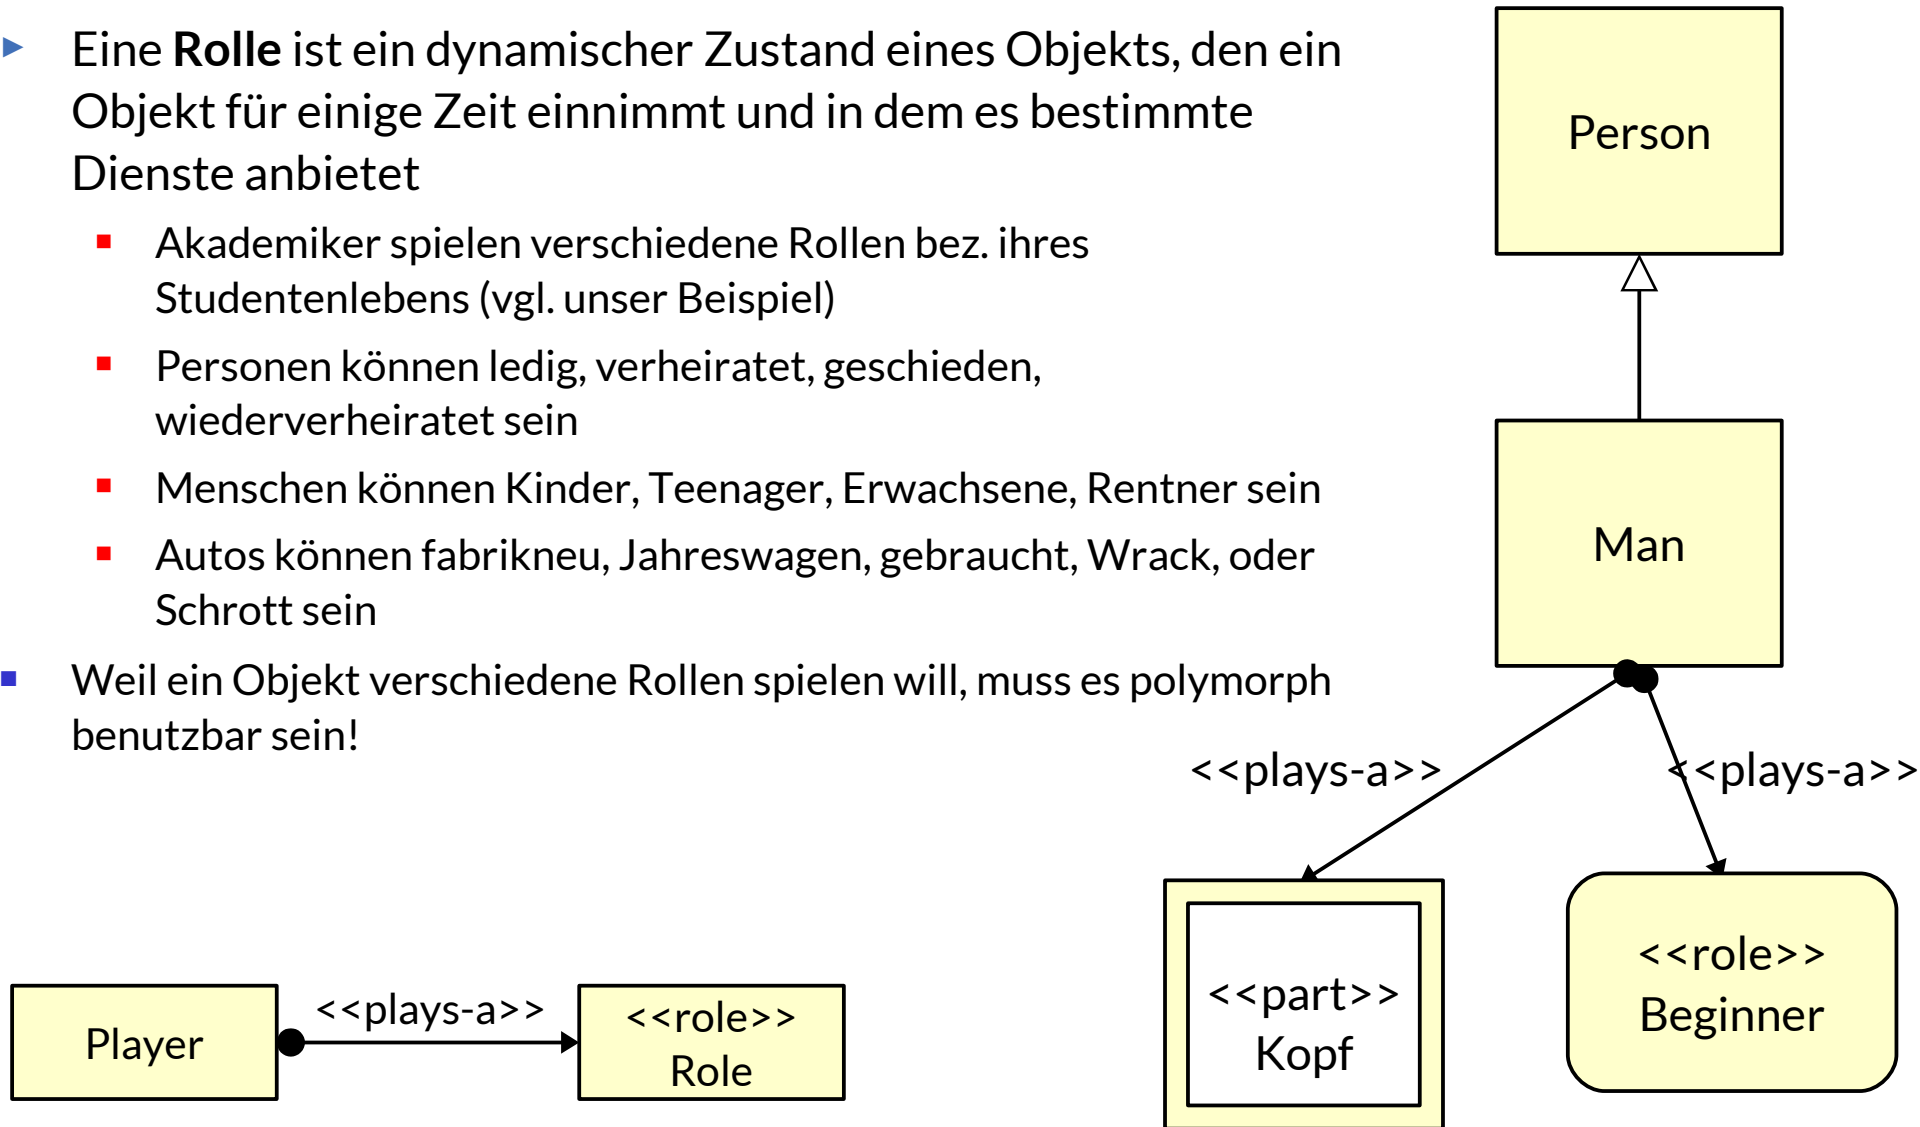 Eine Rolle ist ein dynamischer Zustand eines Objekts, den ein
Objekt für einige Zeit einnimmt und in dem es bestimmte
Dienste anbietet
Akademiker spielen verschiedene Rollen bez. ihres
Studentenlebens (vgl. unser Beispiel)
Personen können ledig, verheiratet, geschieden,
wiederverheiratet sein
Menschen können Kinder, Teenager, Erwachsene, Rentner sein
Autos können fabrikneu, Jahreswagen, gebraucht, Wrack, oder
Schrott sein
Weil ein Objekt verschiedene Rollen spielen will, muss es polymorph
benutzbar sein!
Person
Man
<<plays-a>>
<<plays-a>>
<<part>>
Kopf
<<role>>
Beginner
Player
<<plays-a>>
<<role>>
Role